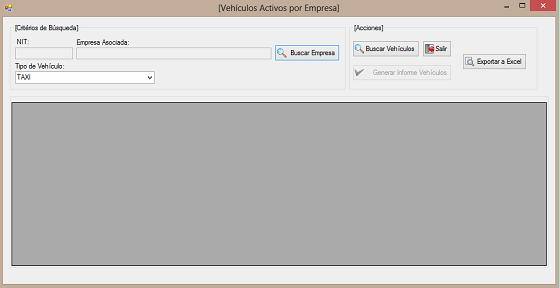 [Vehículos Activos por Empresa]
[Critérios de Búsqueda]
NIT:
Empresa Asociada:
Buscar Empresa
Tipo de Vehículo:
TAXI
[Acciones]
Buscar Vehículos
Salir
Generar Informe Vehículos
Exportar a Excel